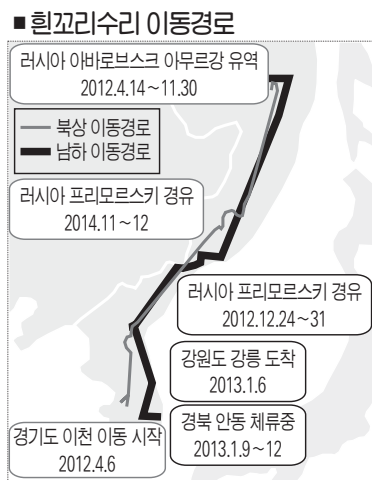 ■ 흰꼬리수리 이동경로
러시아 아바로브스크 아무르강 유역
2012.4.14~11.30
북상 이동경로
남하 이동경로
러시아 프리모르스키 경유
2014.11~12
러시아 프리모르스키 경유
2012.12.24~31
강원도 강릉 도착
2013.1.6
경기도 이천 이동 시작
2012.4.6
경북 안동 체류중
2013.1.9~12